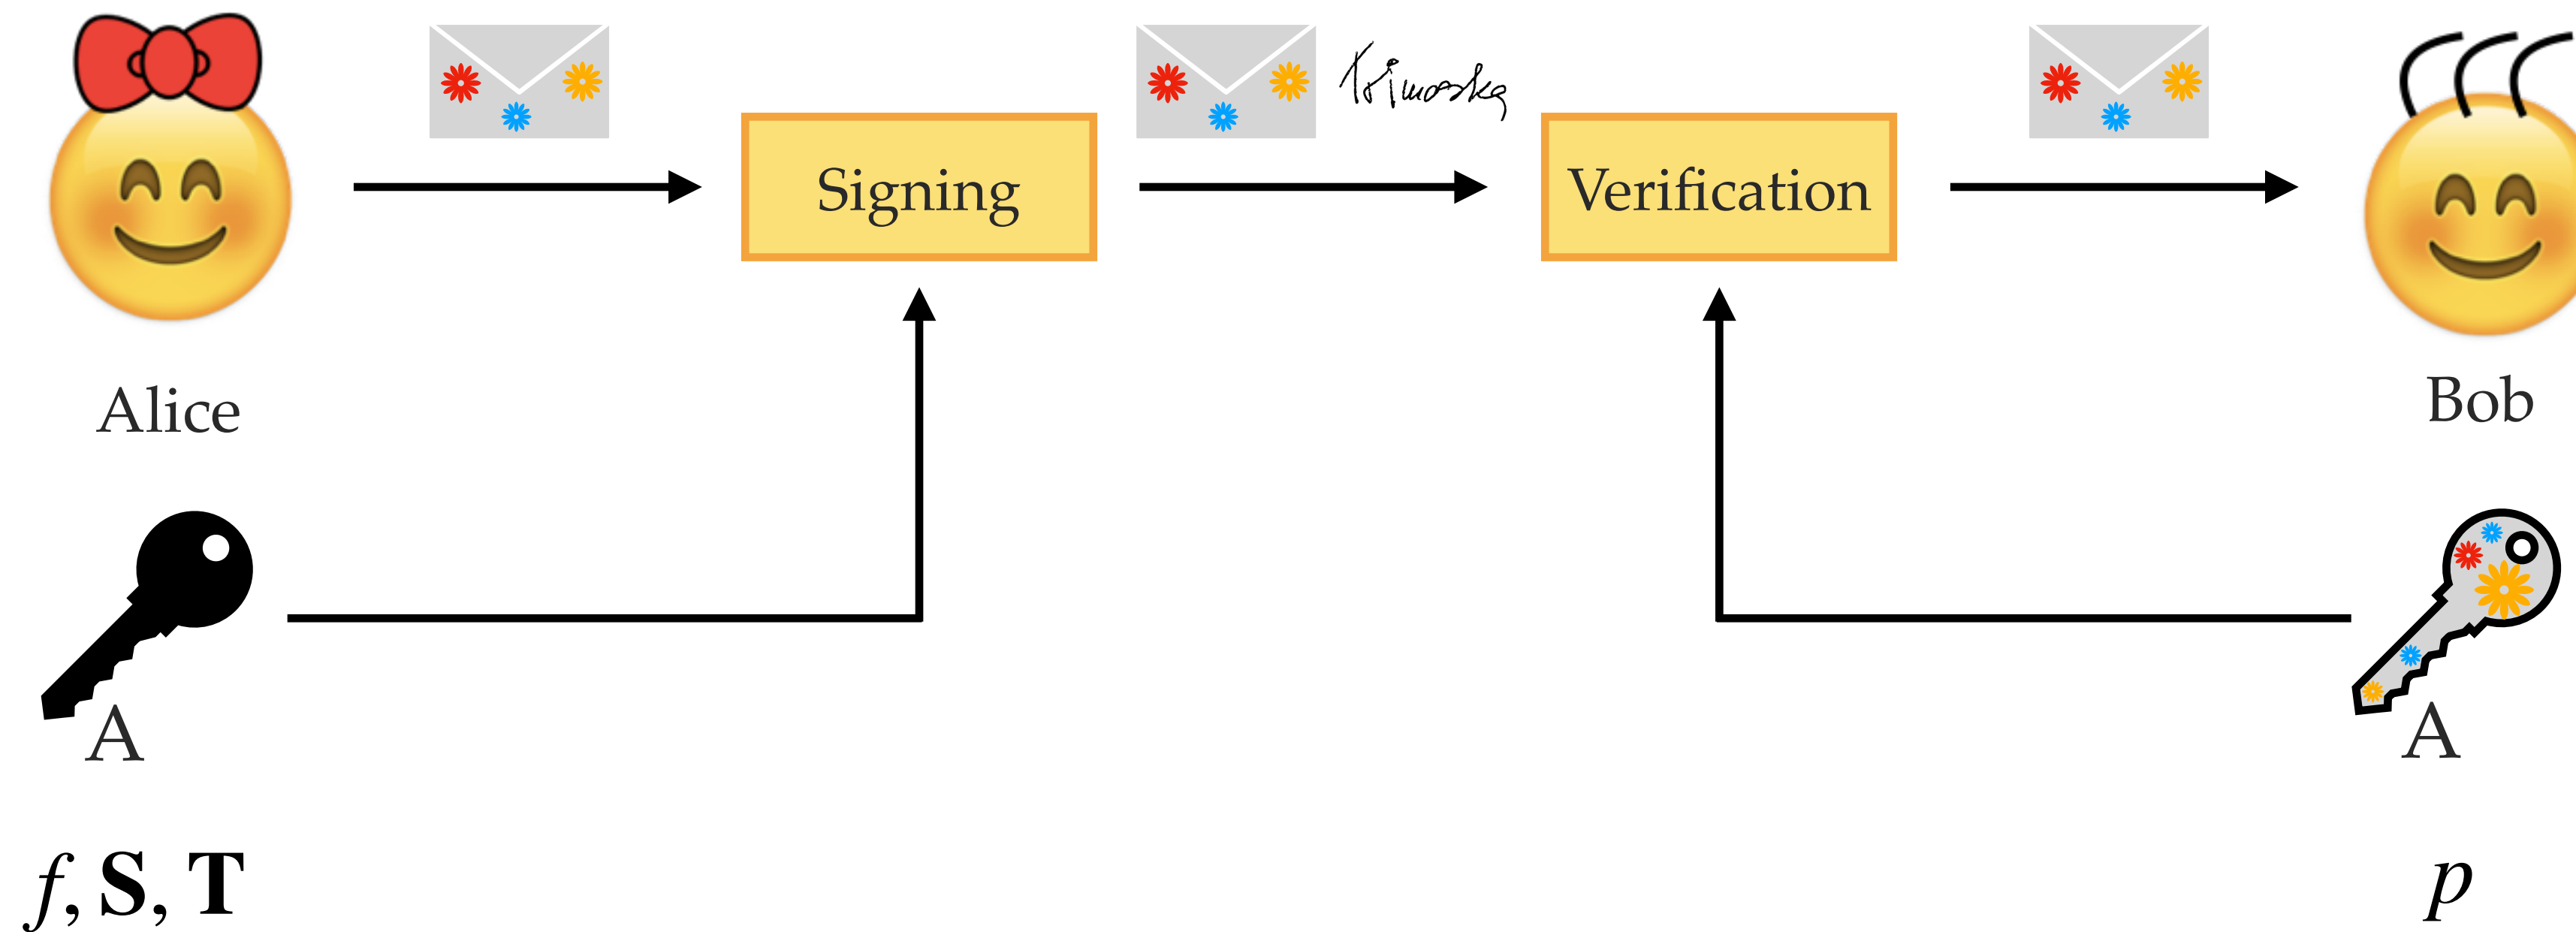 Signing
Verification
Alice
Bob
A
A
f, S, T
p